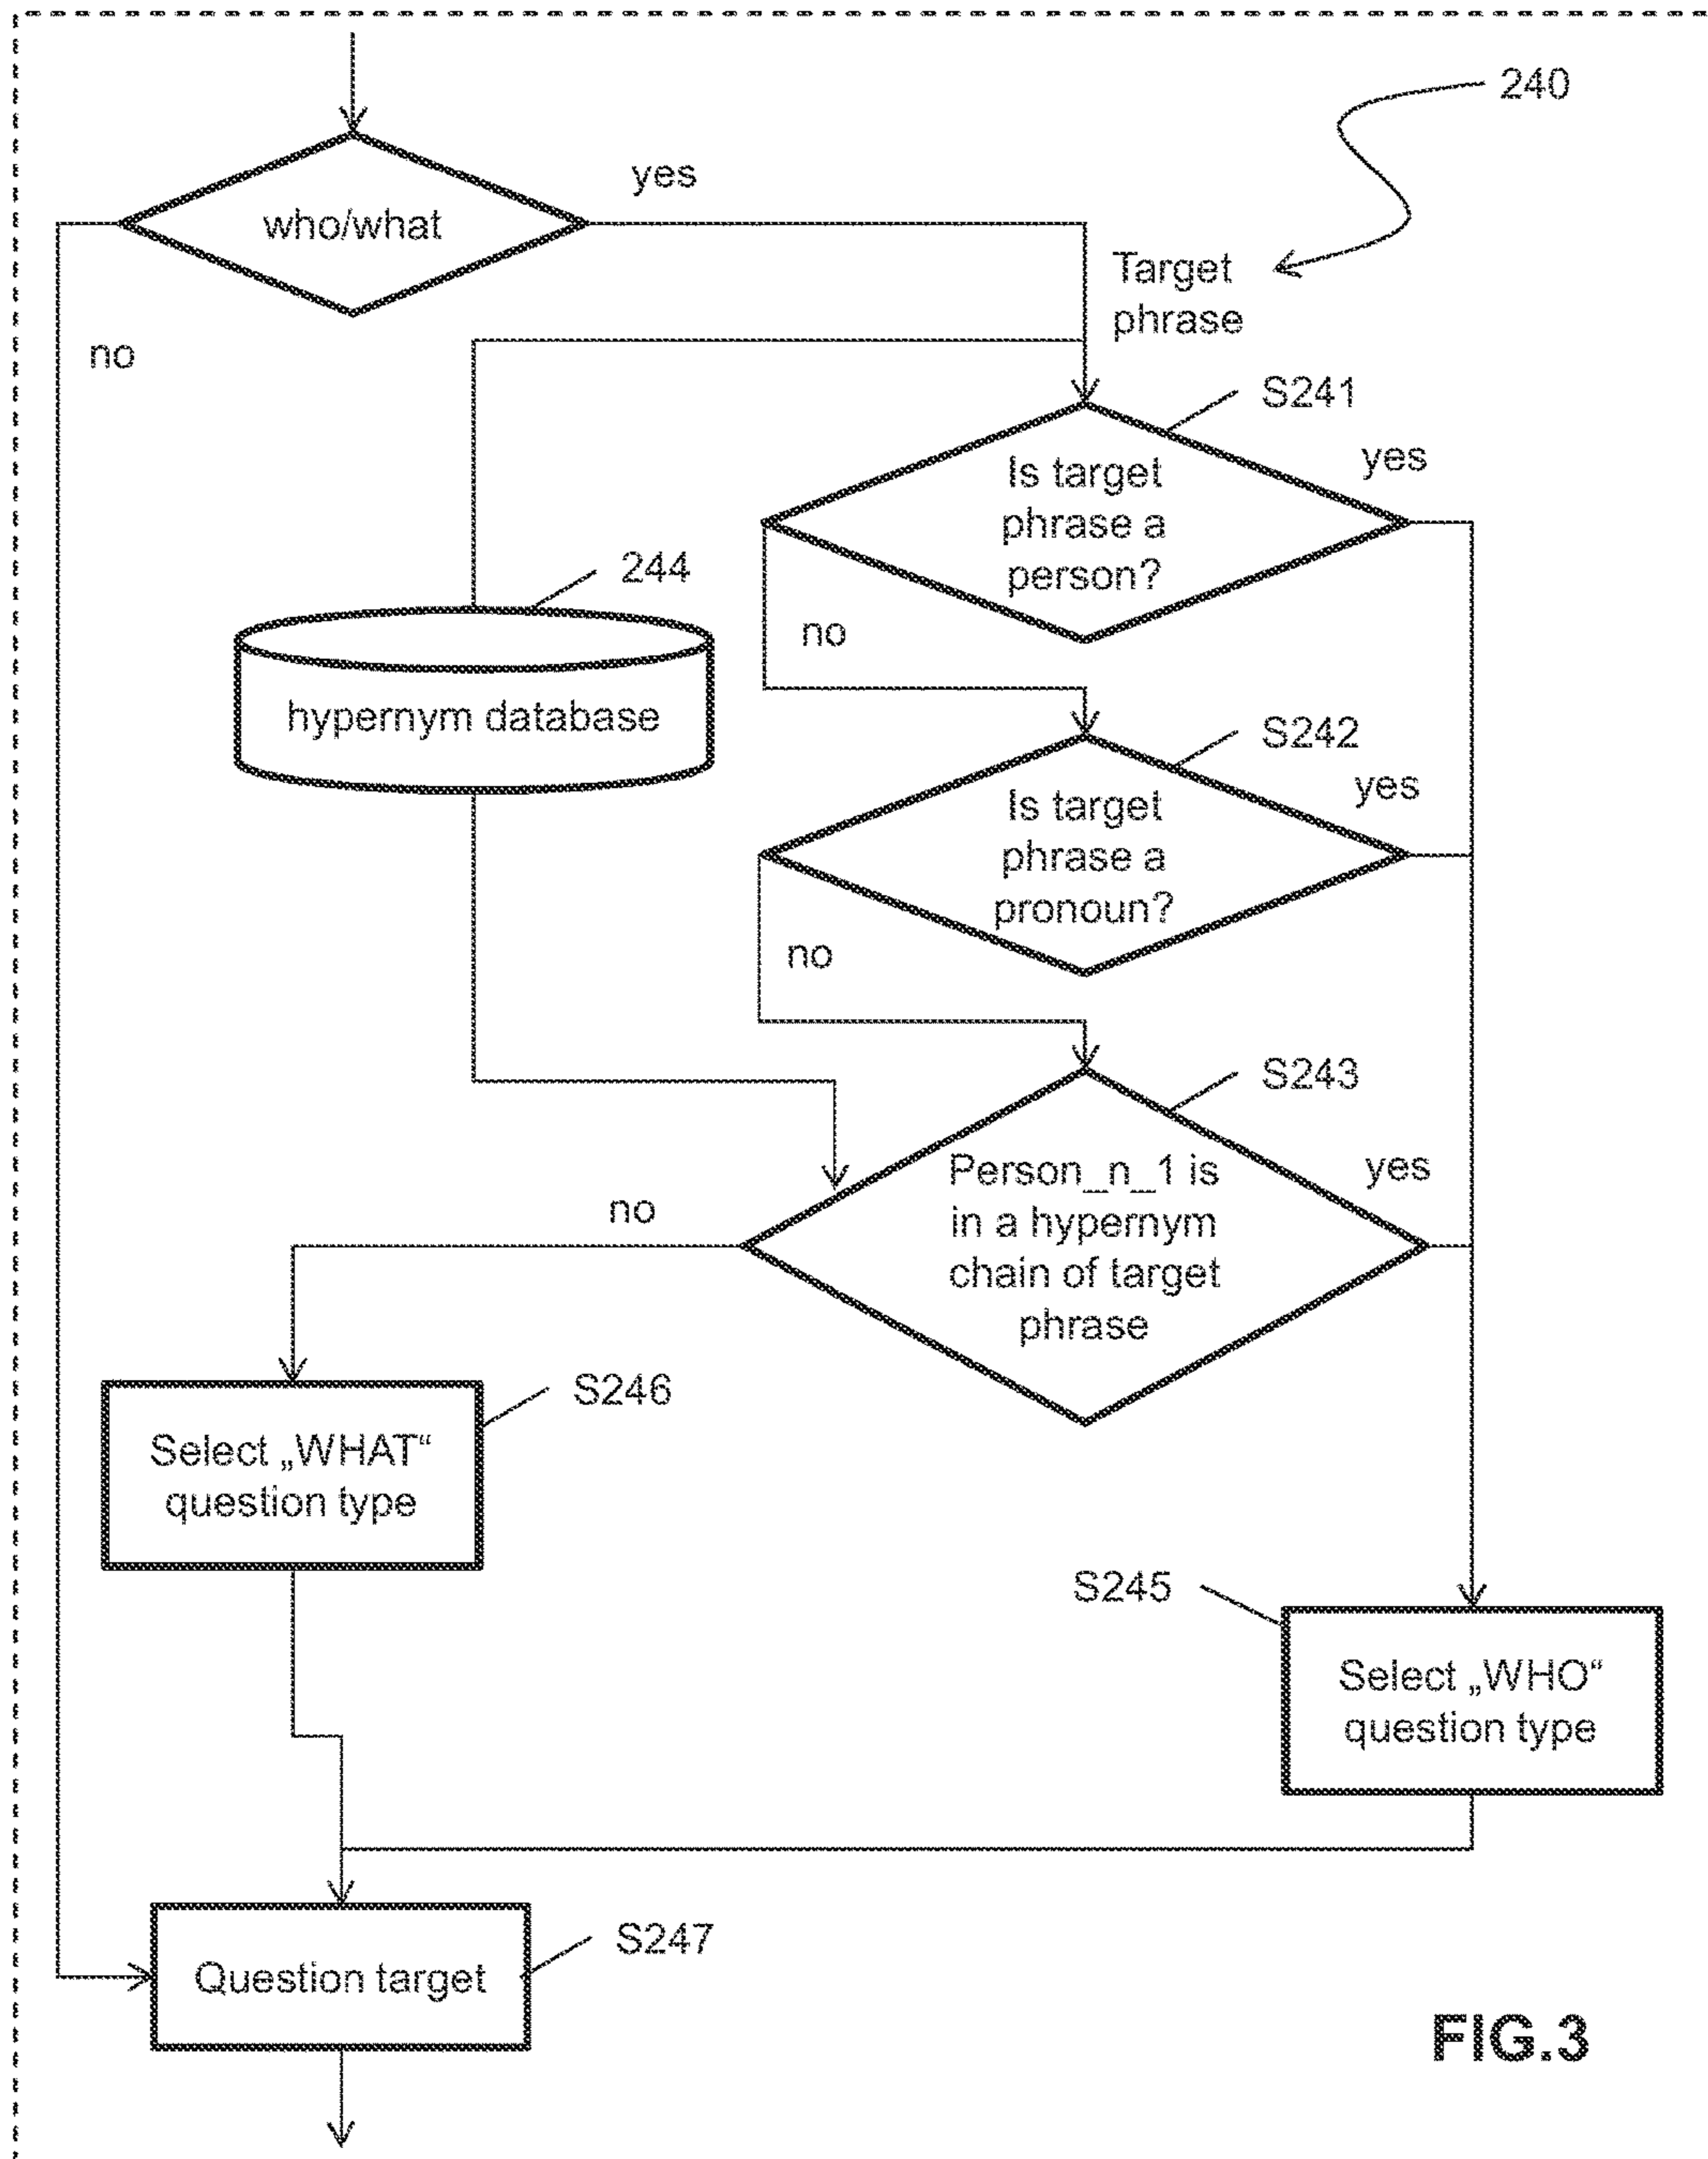 240
yes
who/what
Target
phrase
no
S241
yes
Is target
phrase a
person?
244
no
hypernym database
S242
yes
Is target
phrase a
pronoun?
no
S243
yes
Person_n_1 is
in a hypernym
chain of target
phrase
no
S246
Select „WHAT“
question type
S245
Select „WHO“
question type
S247
Question target
FIG.3